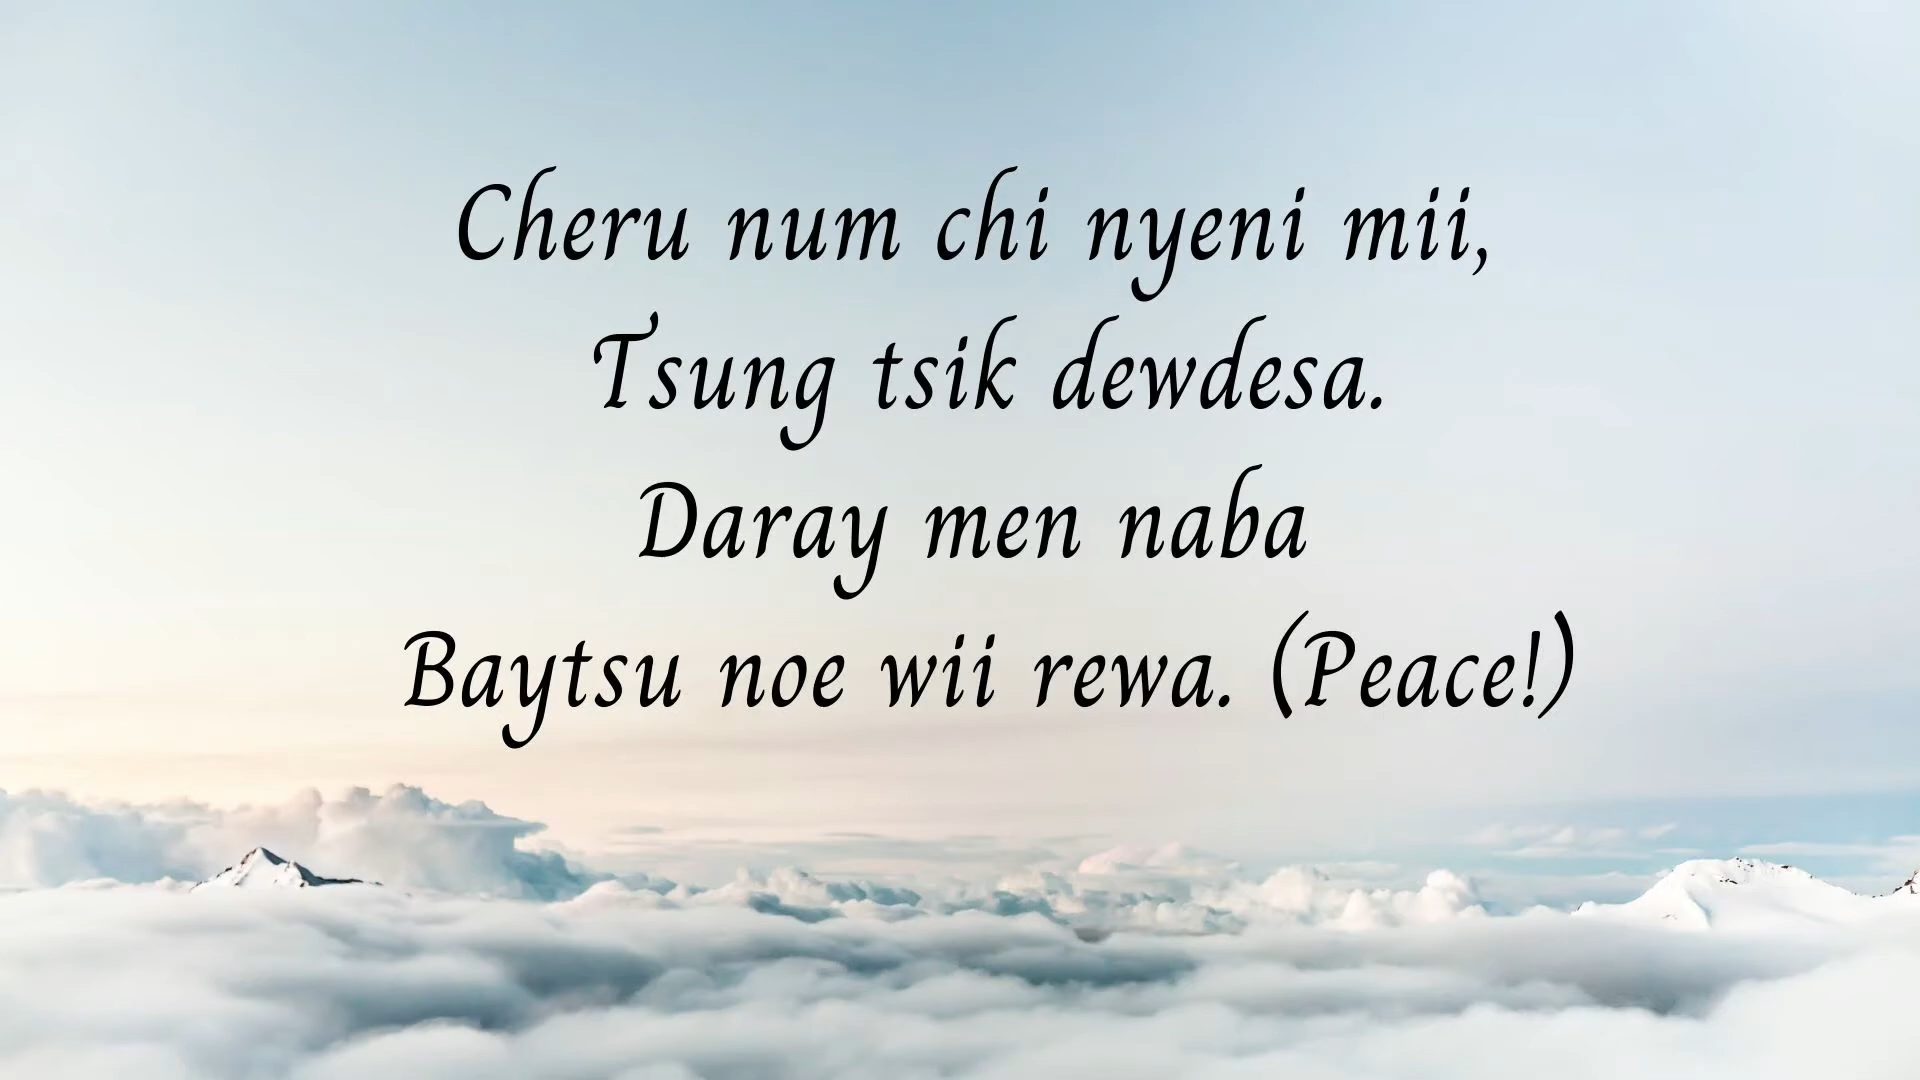 Cheru num chi nyeni mii,
Tsung tsik dewdesa.
Daray men naba
Baytsu noe wii rewa. (Peace!)